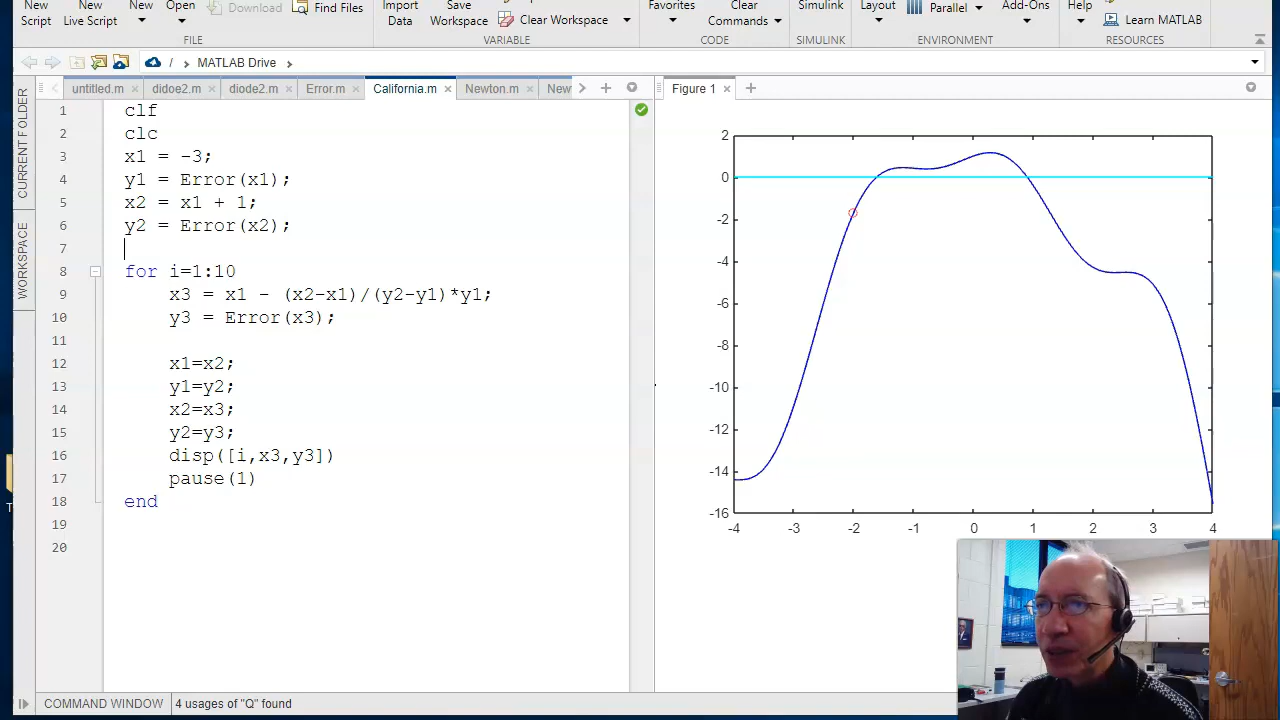 New
Script
New
Live Script
New
Open
Download
Find Files
Import
Data
Save
Workspace
Clear Workspace
Favorites
Clear
Commands
Simulink
Layout
Parallel
Add-Ons
Help
Learn MATLAB
FILE
VARIABLE
CODE
SIMULINK
ENVIRONMENT
RESOURCES
/ › MATLAB Drive ›
CURRENT FOLDER
WORKSPACE
untitled.m × didoe2.m × diode2.m × Error.m × California.m × Newton.m × New
Figure 1 ×
1 clf
2 clc
3 x1 = -3;
4 y1 = Error(x1);
5 x2 = x1 + 1;
6 y2 = Error(x2);
7
8 for i=1:10
9 x3 = x1 - (x2-x1)/(y2-y1)*y1;
10 y3 = Error(x3);
11
12 x1=x2;
13 y1=y2;
14 x2=x3;
15 y2=y3;
16 disp([i,x3,y3])
17 pause(1)
18 end
19
20
2
0
-2
-4
-6
-8
-10
-12
-14
-16
-4 -3 -2 -1 0 1 2 3 4
COMMAND WINDOW
4 usages of "Q" found